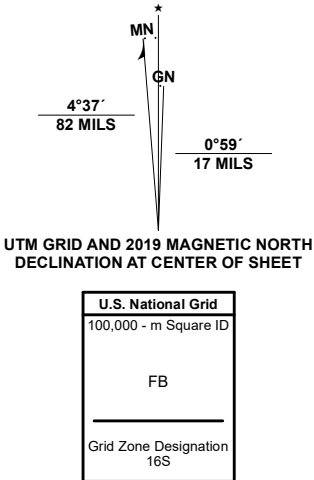 ★
MN
GN
4°37´
82 MILS
0°59´
17 MILS
UTM GRID AND 2019 MAGNETIC NORTH
DECLINATION AT CENTER OF SHEET
U.S. National Grid
100,000 - m Square ID
FB
Grid Zone Designation
16S